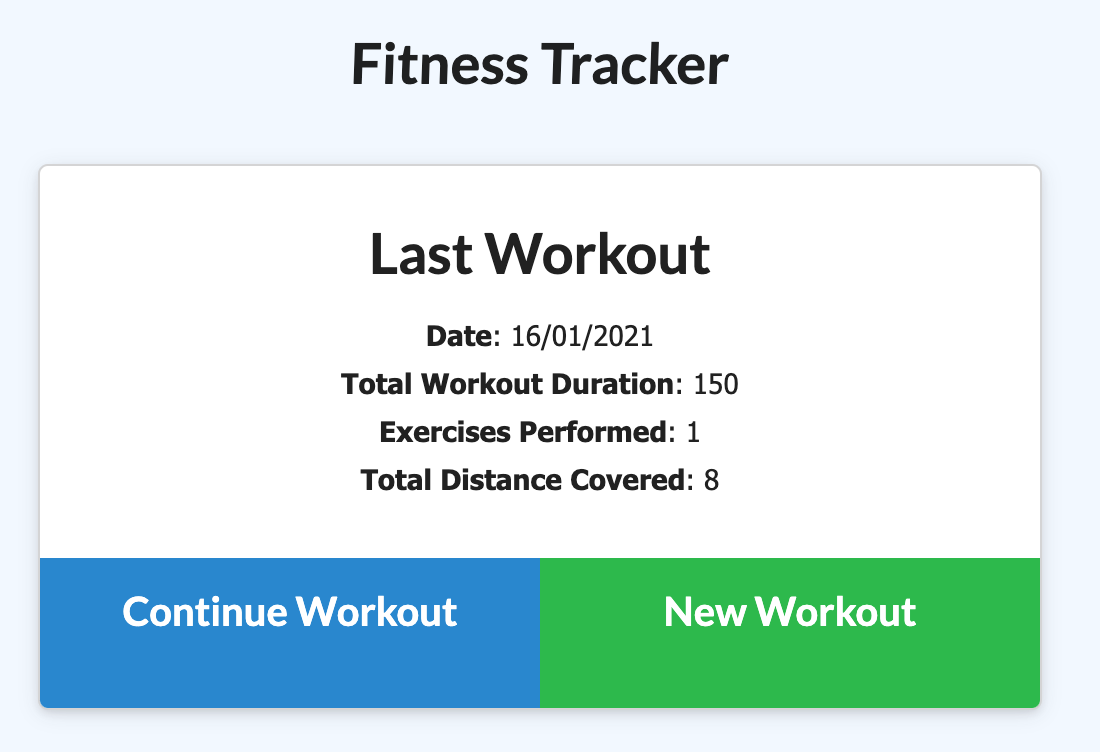 Fitness Tracker
Last Workout
Date: 16/01/2021
Total Workout Duration: 150
Exercises Performed: 1
Total Distance Covered: 8
Continue Workout
New Workout